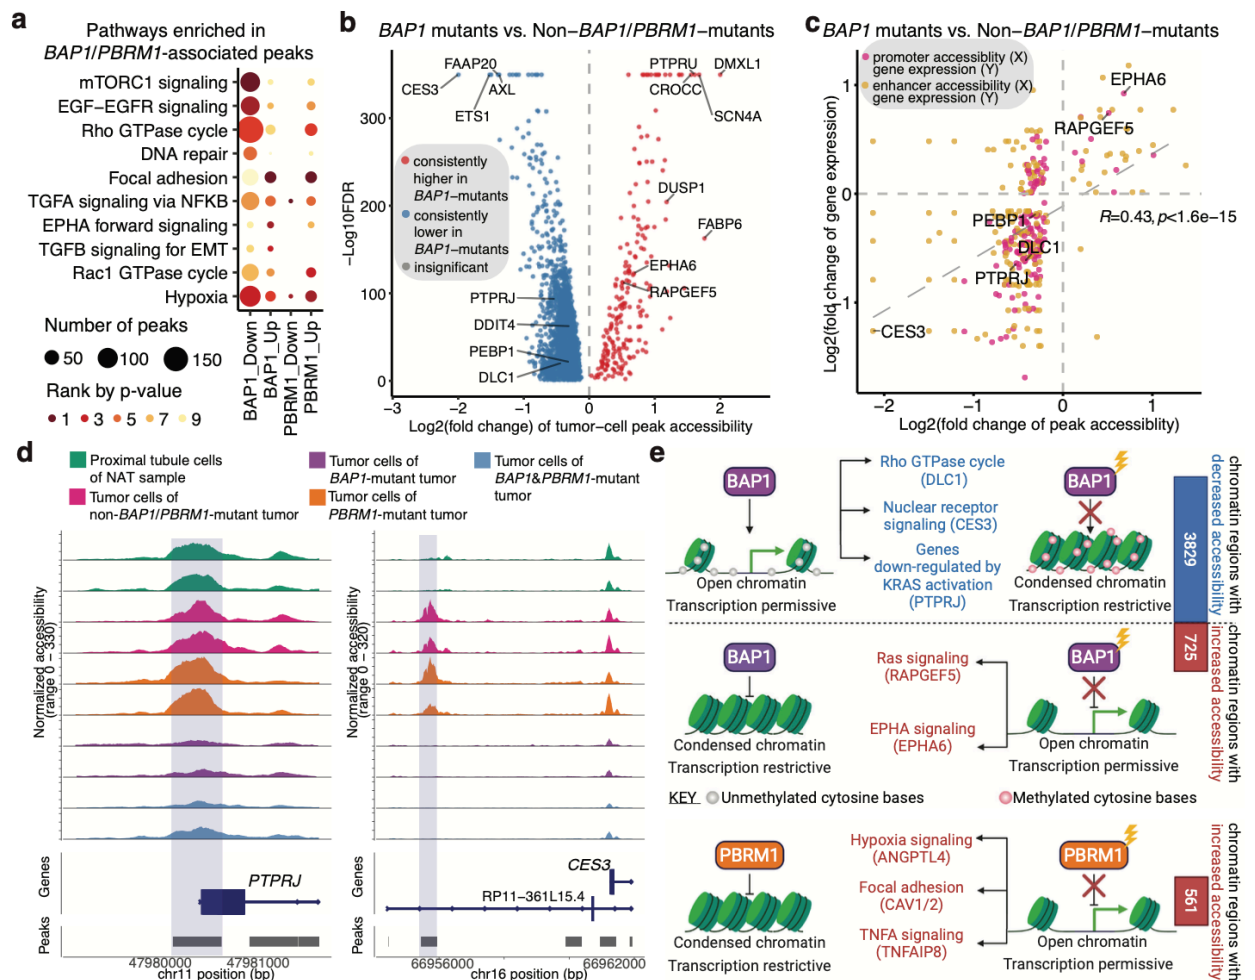 a
Pathways enriched in
BAP1/PBRM1-associated peaks
mTORC1 signaling
EGF−EGFR signaling
Rho GTPase cycle
DNA repair
Focal adhesion
TGFA signaling via NFKB
EPHA forward signaling
TGFB signaling for EMT
Rac1 GTPase cycle
Hypoxia
BAP1_Down
BAP1_Up
PBRM1_Down
PBRM1_Up
Number of peaks
50
100
150
Rank by p-value
1
3
5
7
9
b
BAP1 mutants vs. Non−BAP1/PBRM1−mutants
−Log10FDR
300
200
100
0
FAAP20
CES3
AXL
ETS1
PTPRU
DMXL1
CROCC
SCN4A
consistently
higher in
BAP1−mutants
consistently
lower in
BAP1−mutants
insignificant
DUSP1
FABP6
EPHA6
RAPGEF5
PTPRJ
DDIT4
PEBP1
DLC1
−3
−2
−1
0
1
2
Log2(fold change) of tumor−cell peak accessibility
c
BAP1 mutants vs. Non−BAP1/PBRM1−mutants
promoter accessiblity (X)
gene expression (Y)
enhancer accessibility (X)
gene expression (Y)
Log2(fold change of gene expression)
1
0
−1
EPHA6
RAPGEF5
PEBP1
DLC1
PTPRJ
CES3
R=0.43, p<1.6e−15
−2
−1
0
1
Log2(fold change of peak accessiblity)
d
Proximal tubule cells
of NAT sample
Tumor cells of
non-BAP1/PBRM1-mutant tumor
Tumor cells of
BAP1-mutant tumor
Tumor cells of
PBRM1-mutant tumor
Tumor cells of
BAP1&PBRM1-mutant
tumor
Normalized accessibility
(range 0 − 330)
Genes
Peaks
PTPRJ
47980000
47981000
chr11 position (bp)
Normalized accessibility
(range 0 − 320)
Genes
Peaks
CES3
RP11−361L15.4
66956000
66962000
chr16 position (bp)
e
BAP1
Open chromatin
Transcription permissive
Rho GTPase cycle
(DLC1)
Nuclear receptor
signaling (CES3)
Genes
down-regulated by
KRAS activation
(PTPRJ)
BAP1
Condensed chromatin
Transcription restrictive
3829
chromatin regions with
decreased accessibility
BAP1
Condensed chromatin
Transcription restrictive
Ras signaling
(RAPGEF5)
EPHA signaling
(EPHA6)
BAP1
Open chromatin
Transcription permissive
725
chromatin regions with
increased accessibility
KEY
Unmethylated cytosine bases
Methylated cytosine bases
PBRM1
Condensed chromatin
Transcription restrictive
Hypoxia signaling
(ANGPTL4)
Focal adhesion
(CAV1/2)
TNFA signaling
(TNFAIP8)
PBRM1
Open chromatin
Transcription permissive
561
chromatin regions with
increased accessibility